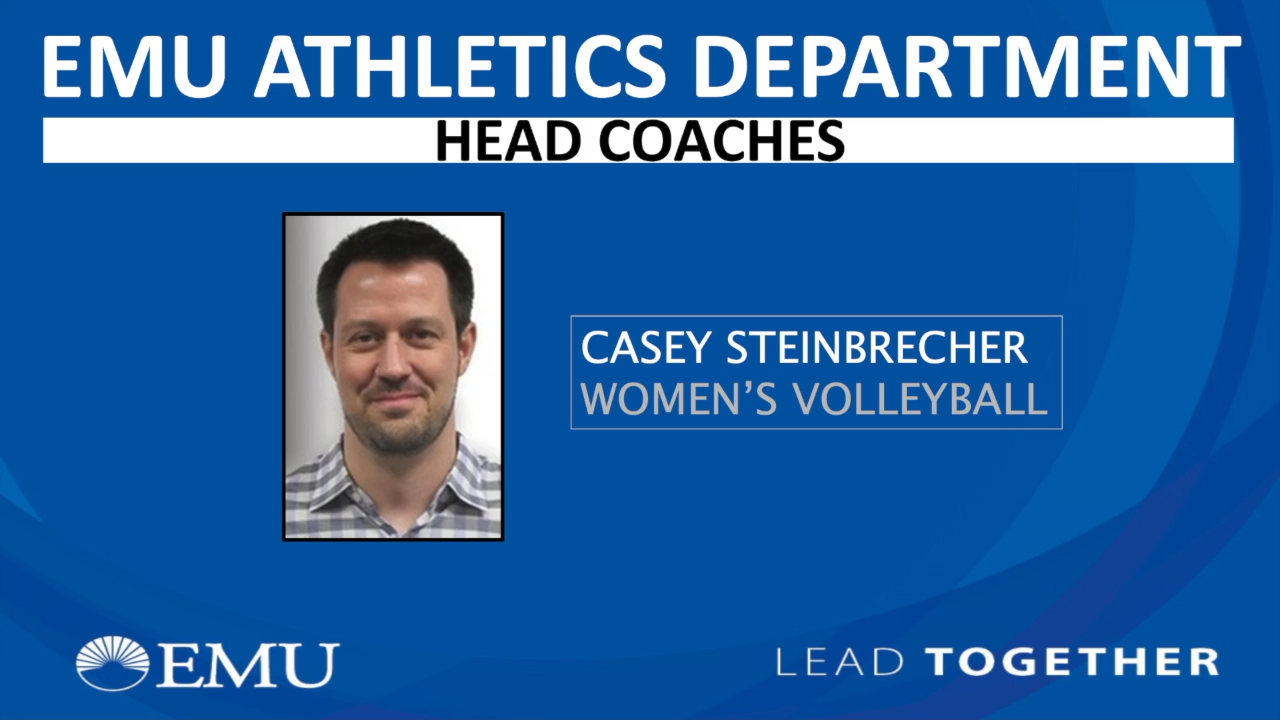 EMU ATHLETICS DEPARTMENT
HEAD COACHES
CASEY STEINBRECHER
WOMEN’S VOLLEYBALL
EMU
LEAD TOGETHER